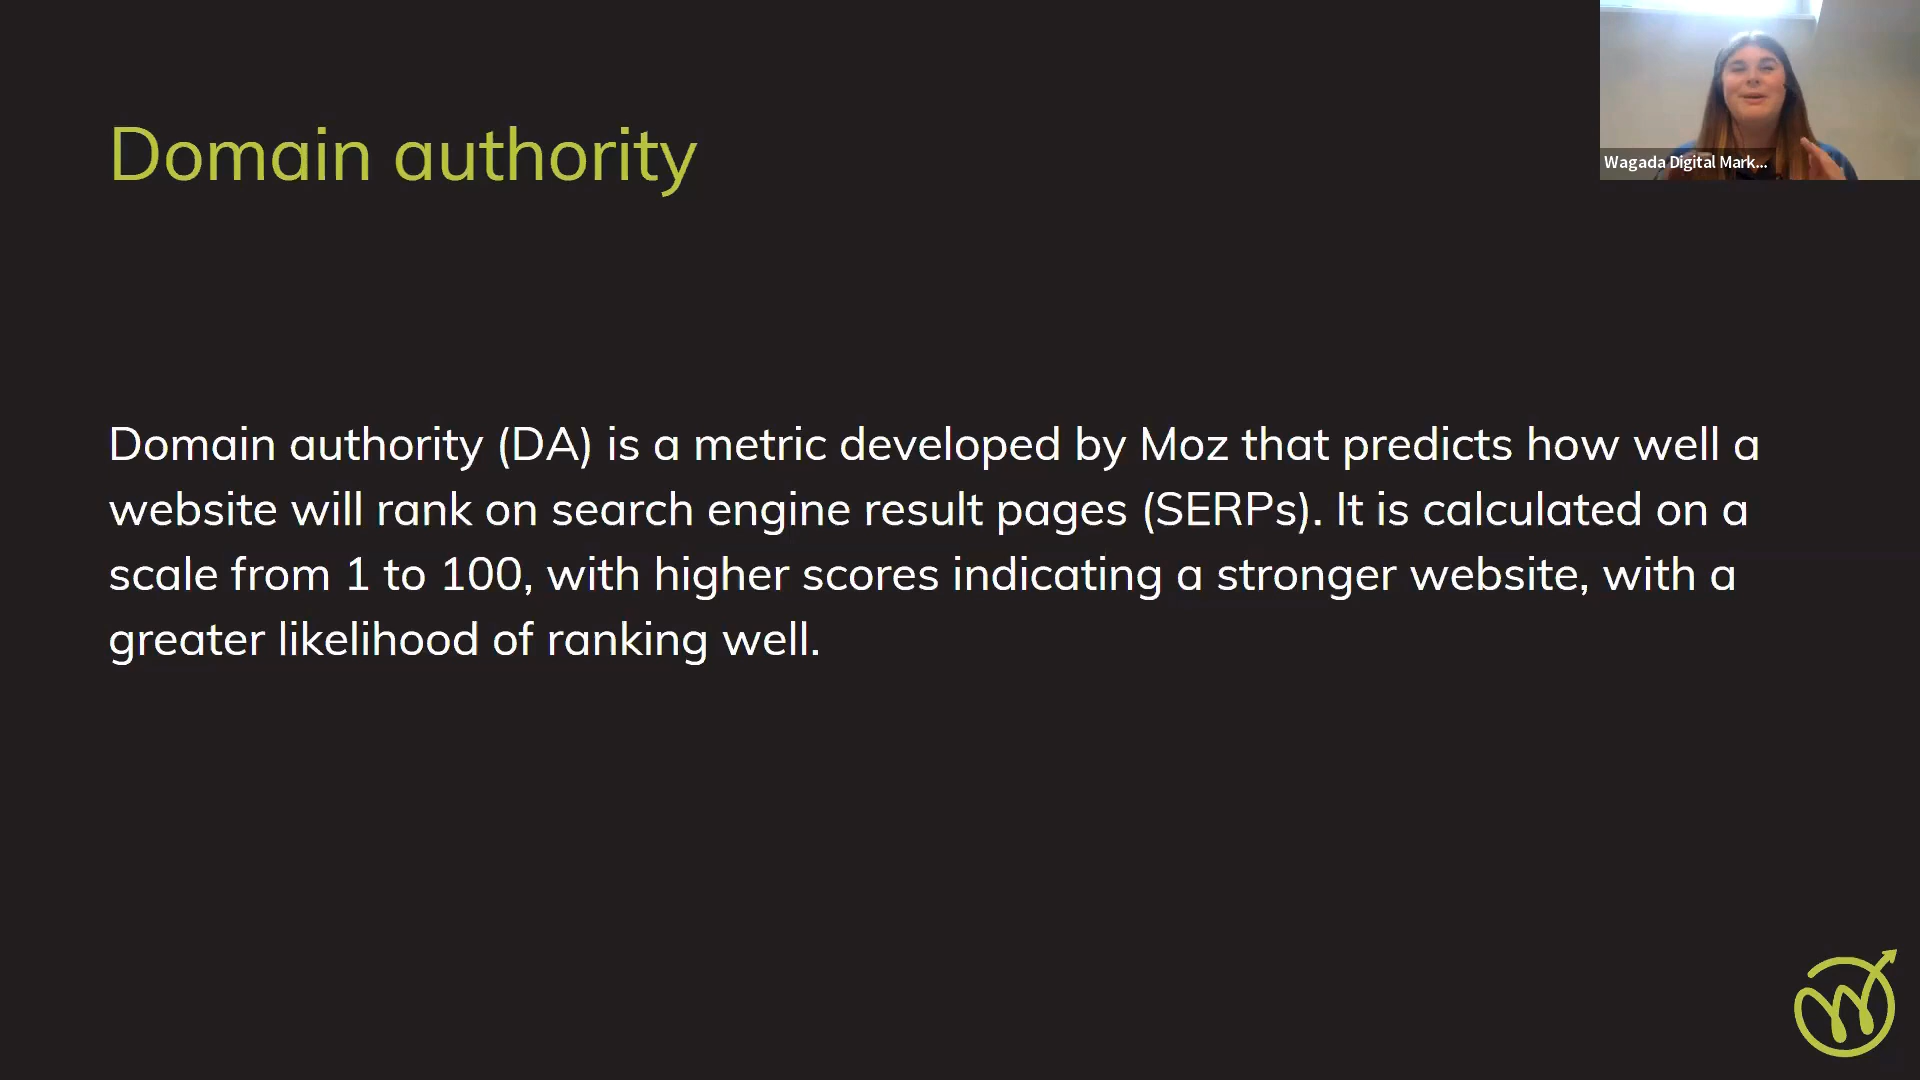 Domain authority
Wagada Digital Mark...
Domain authority (DA) is a metric developed by Moz that predicts how well a
website will rank on search engine result pages (SERPs). It is calculated on a
scale from 1 to 100, with higher scores indicating a stronger website, with a
greater likelihood of ranking well.